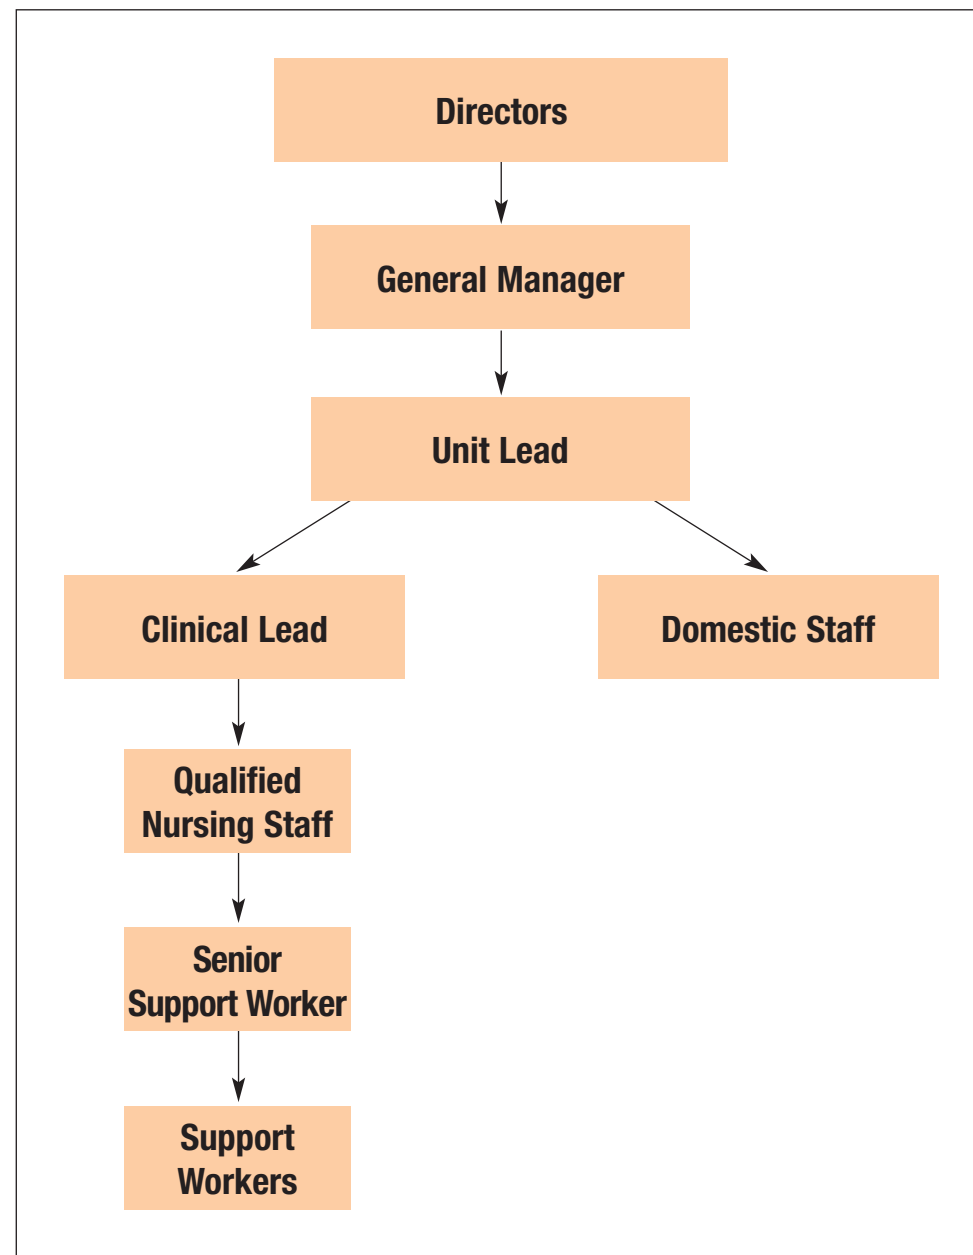 Directors
General Manager
Unit Lead
Clinical Lead
Domestic Staff
Qualified
Nursing Staff
Senior
Support Worker
Support
Workers